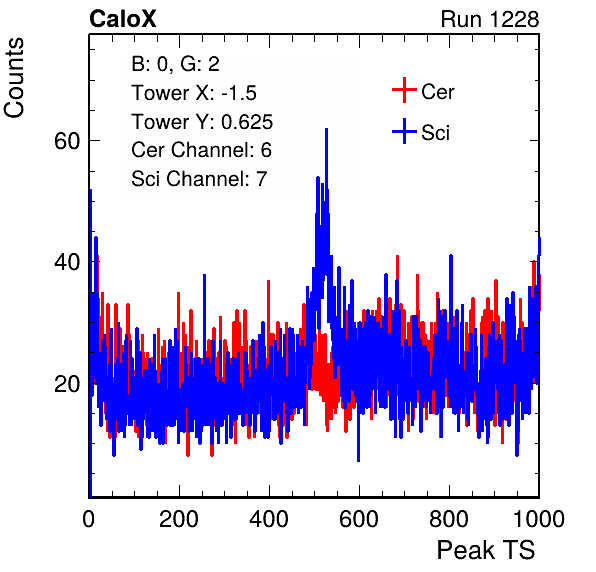 CaloX Run 1228
Counts
B: 0, G: 2
Tower X: -1.5
Tower Y: 0.625
Cer Channel: 6
Sci Channel: 7
Cer
Sci
60
40
20
0 200 400 600 800 1000
Peak TS